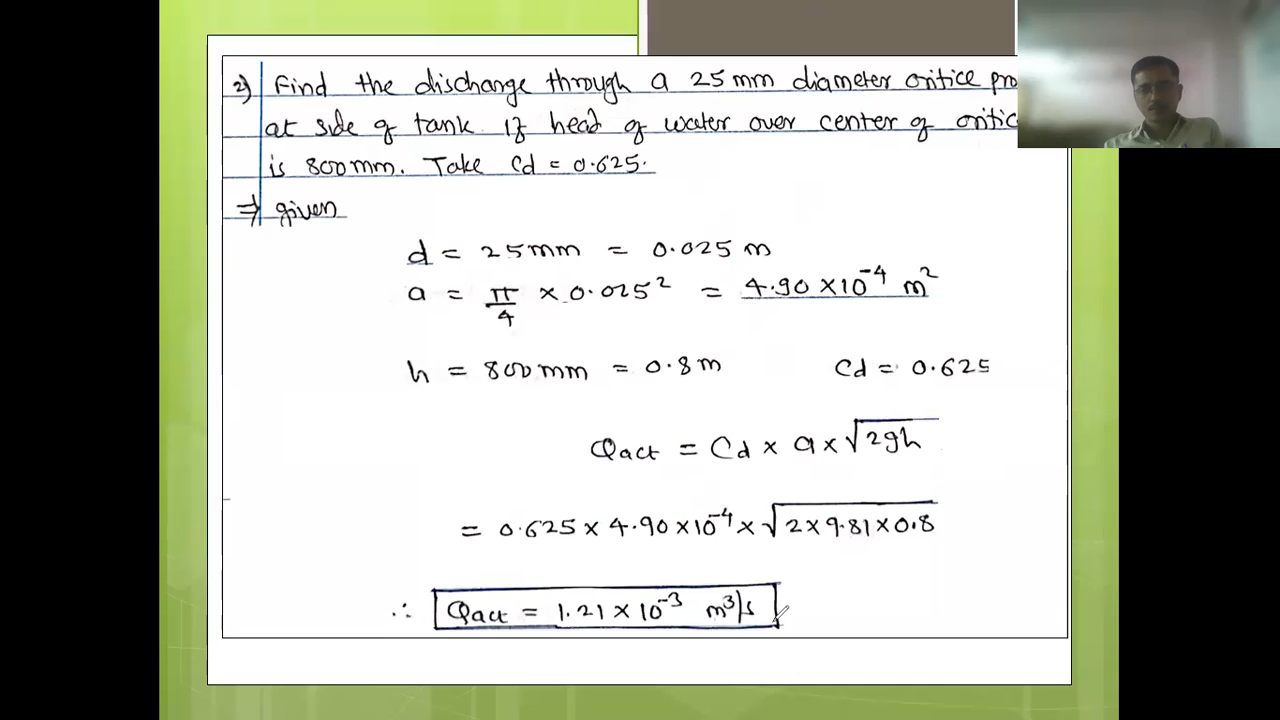 2) Find the discharge through a 25 mm diameter orifice
at side of tank if head of water over center of
is 800 mm. Take Cd = 0.625.
⇒ given
d = 25 mm = 0.025 m
a = π/4 × 0.025² = 4.90 × 10⁻⁴ m²
h = 800 mm = 0.8 m Cd = 0.625
Qact = Cd × a × √2gh
= 0.625 × 4.90 × 10⁻⁴ × √2 × 9.81 × 0.8
∴ Qact = 1.21 × 10⁻³ m³/s